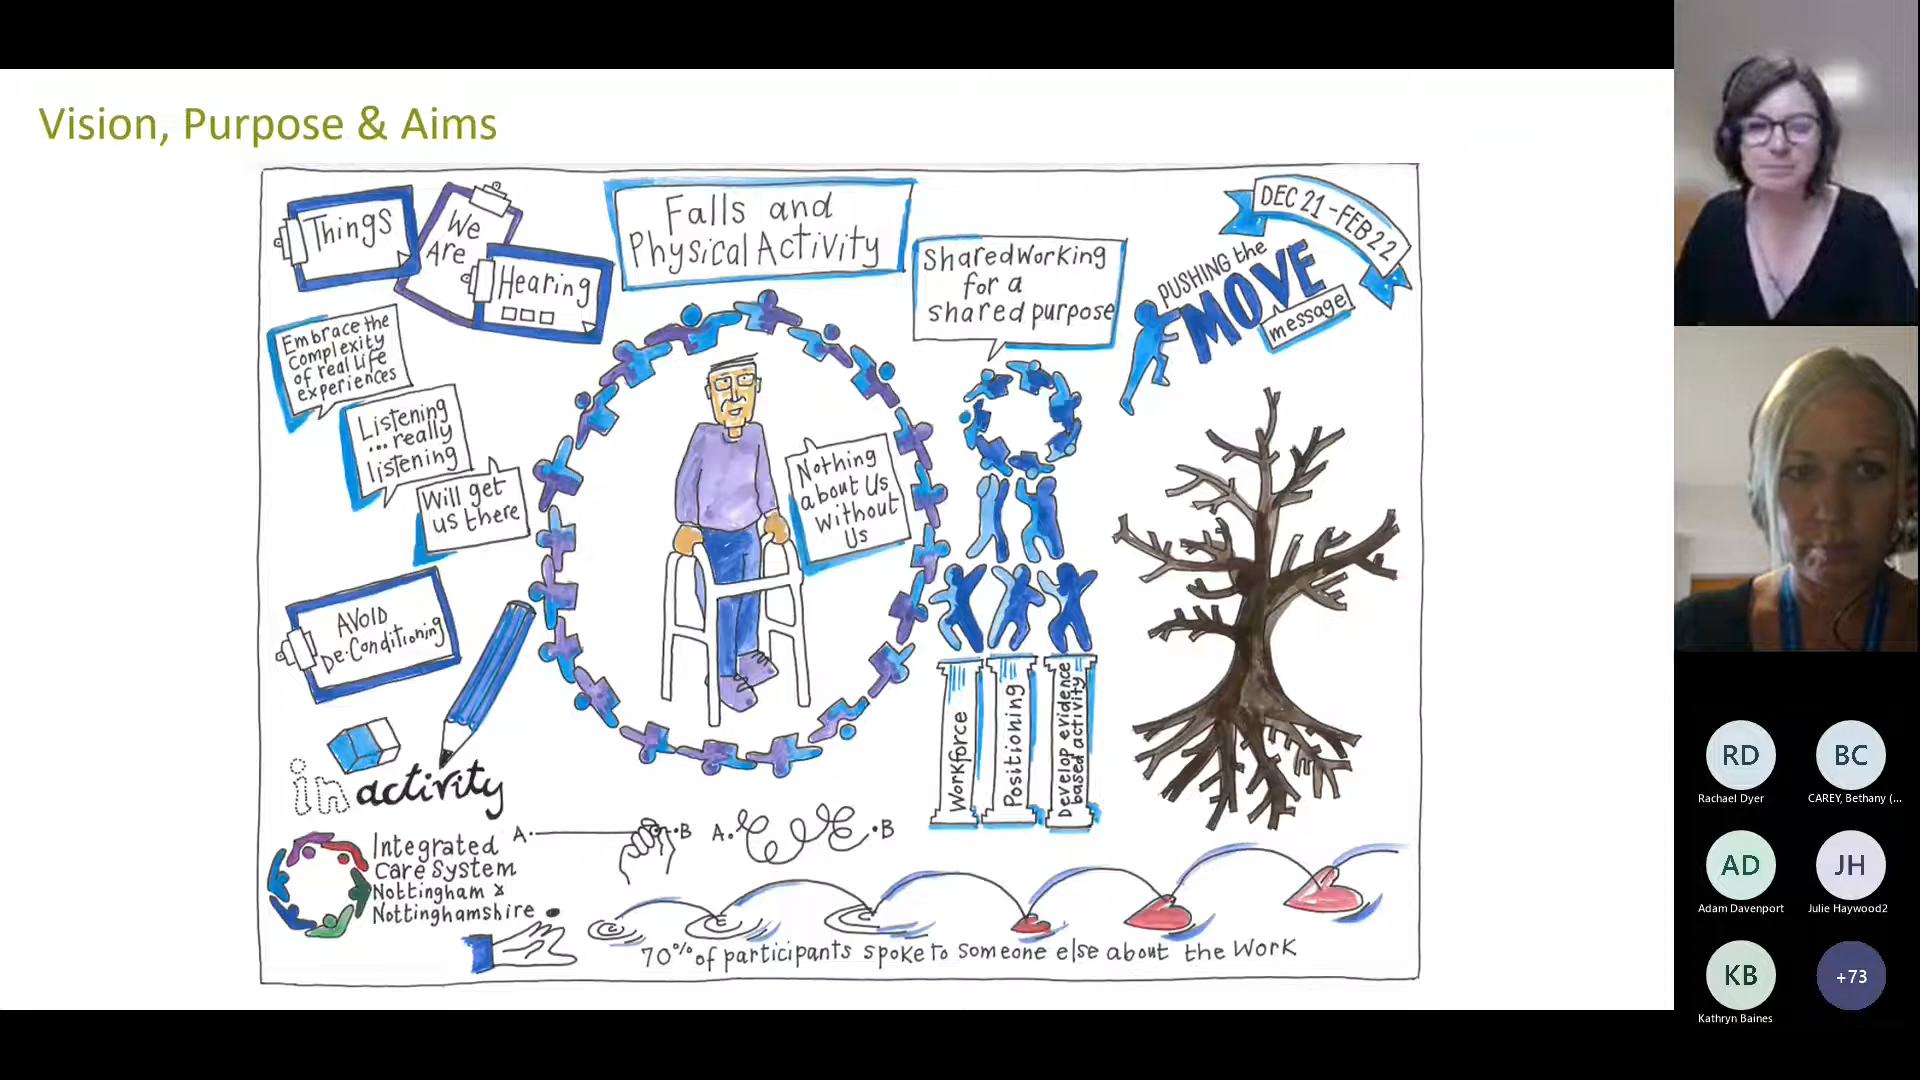 Vision, Purpose & Aims
Things
We
Are
Hearing
Falls and
Physical Activity
Shared Working
for a
shared purpose
DEC 21 - FEB 22
PUSHING the
MOVE
message
Embrace the
complexity
of real life
experiences
Listening
...really
listening
Will get
us there
Nothing
about Us
without
Us
AVOID
De-Conditioning
inactivity
Workforce
Positioning
Develop evidence
based activity
A
B
A
B
Integrated
Care System
Nottingham &
Nottinghamshire
70% of participants spoke to someone else about the work
RD
Rachael Dyer
BC
CAREY, Bethany (...
AD
Adam Davenport
JH
Julie Haywood2
KB
Kathryn Baines
+73